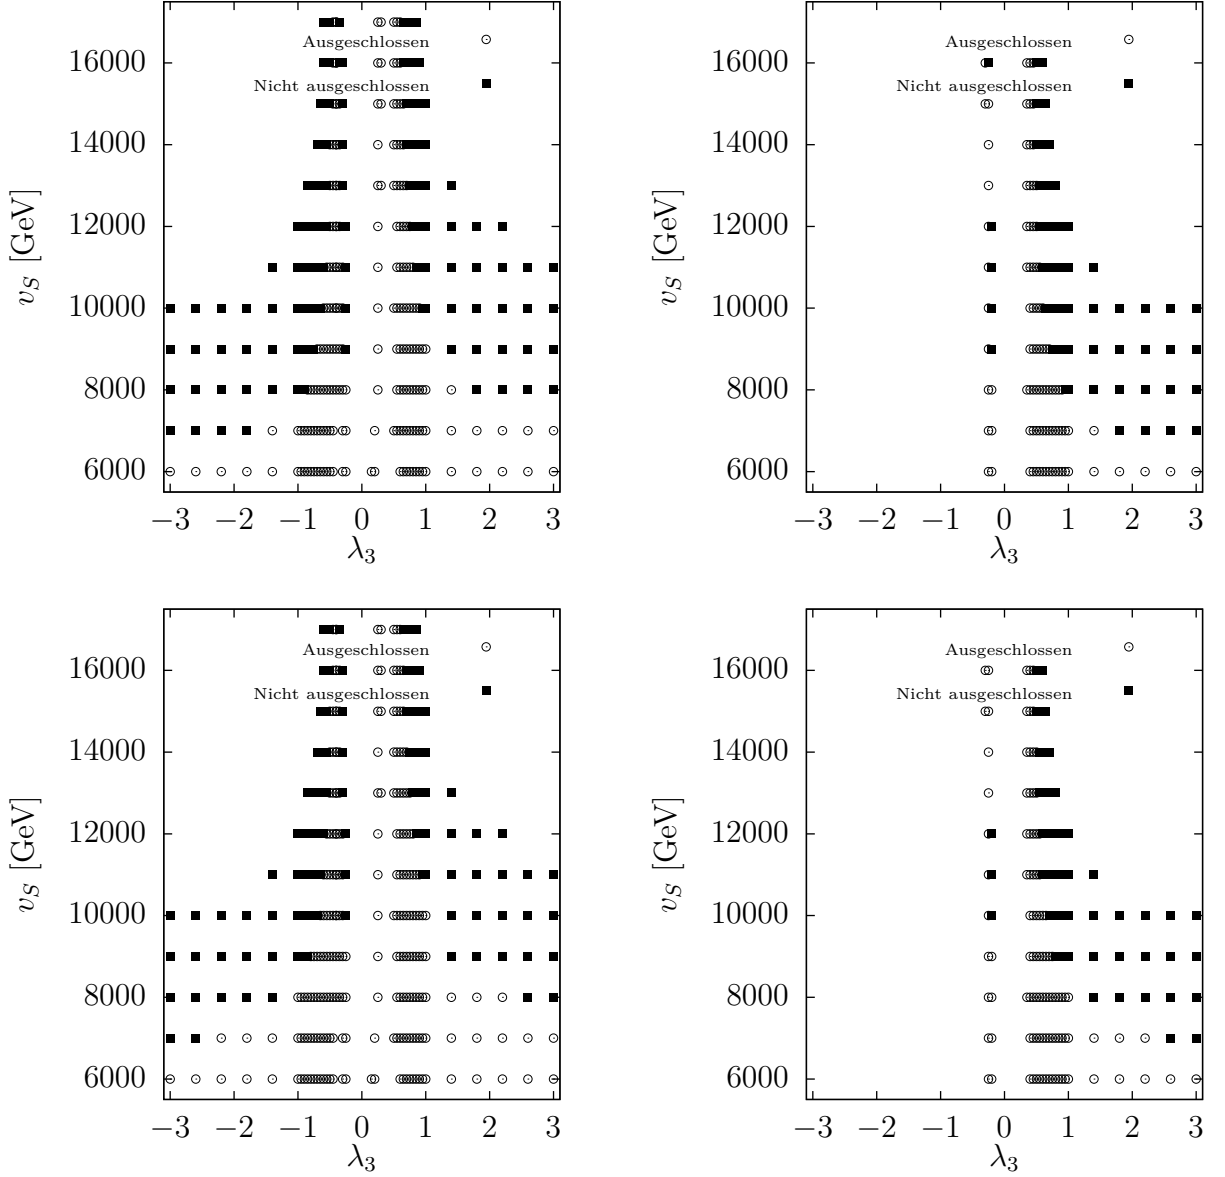 16000
14000
12000
10000
8000
6000
v_S [GeV]
Ausgeschlossen
Nicht ausgeschlossen
−3 −2 −1 0 1 2 3
λ_3
16000
14000
12000
10000
8000
6000
v_S [GeV]
Ausgeschlossen
Nicht ausgeschlossen
−3 −2 −1 0 1 2 3
λ_3
16000
14000
12000
10000
8000
6000
v_S [GeV]
Ausgeschlossen
Nicht ausgeschlossen
−3 −2 −1 0 1 2 3
λ_3
16000
14000
12000
10000
8000
6000
v_S [GeV]
Ausgeschlossen
Nicht ausgeschlossen
−3 −2 −1 0 1 2 3
λ_3